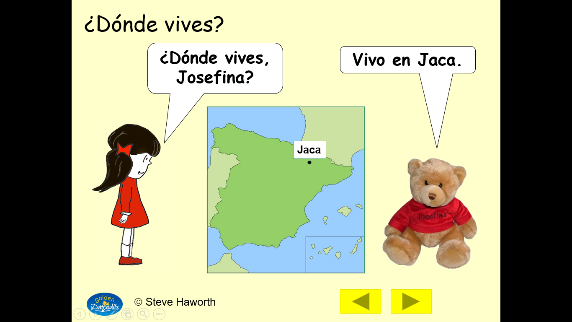 ¿Dónde vives?
¿Dónde vives,
Josefina?
Vivo en Jaca.
Jaca
Josefina
© Steve Haworth